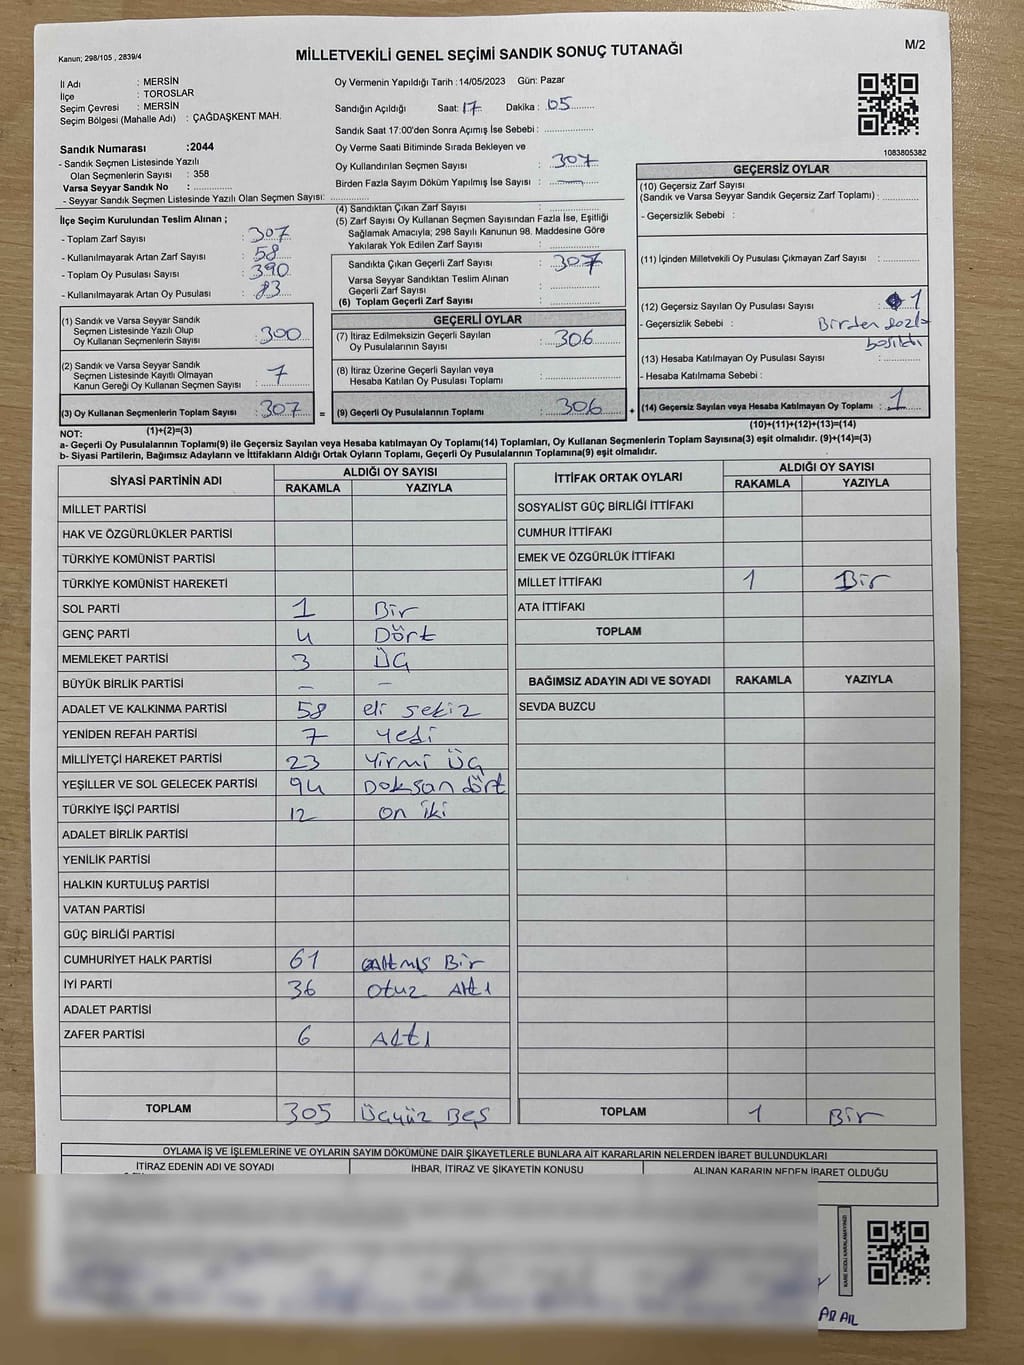 Kanun; 298/105 , 2839/4
MİLLETVEKİLİ GENEL SEÇİMİ SANDIK SONUÇ TUTANAĞI
M/2
İl Adı : MERSİN
İlçe : TOROSLAR
Seçim Çevresi : MERSİN
Seçim Bölgesi (Mahalle Adı) : ÇAĞDAŞKENT MAH.
Sandık Numarası :2044
- Sandık Seçmen Listesinde Yazılı
Olan Seçmenlerin Sayısı : 358
Varsa Seyyar Sandık No : ..............
- Seyyar Sandık Seçmen Listesinde Yazılı Olan Seçmen Sayısı: ..............
Oy Vermenin Yapıldığı Tarih :14/05/2023 Gün: Pazar
Sandığın Açıldığı Saat: 17 Dakika : 05
Sandık Saat 17:00'den Sonra Açımış İse Sebebi : ..............
Oy Verme Saati Bitiminde Sırada Bekleyen ve
Oy Kullandırılan Seçmen Sayısı : 307
Birden Fazla Sayım Döküm Yapılmış İse Sayısı : —
1083805382
İlçe Seçim Kurulundan Teslim Alınan ;
- Toplam Zarf Sayısı : 307
- Kullanılmayarak Artan Zarf Sayısı : 58
- Toplam Oy Pusulası Sayısı : 390
- Kullanılmayarak Artan Oy Pusulası : 83
(1) Sandık ve Varsa Seyyar Sandık
Seçmen Listesinde Yazılı Olup
Oy Kullanan Seçmenlerin Sayısı : 300
(2) Sandık ve Varsa Seyyar Sandık
Seçmen Listesinde Kayıtlı Olmayan
Kanun Gereği Oy Kullanan Seçmen Sayısı : 7
(3) Oy Kullanan Seçmenlerin Toplam Sayısı : 307
(1)+(2)=(3)
(4) Sandıktan Çıkan Zarf Sayısı : ..............
(5) Zarf Sayısı Oy Kullanan Seçmen Sayısından Fazla İse, Eşitliği
Sağlamak Amacıyla; 298 Sayılı Kanunun 98. Maddesine Göre
Yakılarak Yok Edilen Zarf Sayısı : ..............
Sandıkta Çıkan Geçerli Zarf Sayısı : 307
Varsa Seyyar Sandıktan Teslim Alınan
Geçerli Zarf Sayısı : ..............
(6) Toplam Geçerli Zarf Sayısı : ..............
GEÇERLİ OYLAR
(7) İtiraz Edilmeksizin Geçerli Sayılan
Oy Pusulalarının Sayısı : 306
(8) İtiraz Üzerine Geçerli Sayılan veya
Hesaba Katılan Oy Pusulası Toplamı : ..............
= (9) Geçerli Oy Pusulalarının Toplamı : 306
GEÇERSİZ OYLAR
(10) Geçersiz Zarf Sayısı
(Sandık ve Varsa Seyyar Sandık Geçersiz Zarf Toplamı) : ..............
- Geçersizlik Sebebi :
(11) İçinden Milletvekili Oy Pusulası Çıkmayan Zarf Sayısı : ..............
(12) Geçersiz Sayılan Oy Pusulası Sayısı : 1
- Geçersizlik Sebebi : Birden fazla
basıldı
(13) Hesaba Katılmayan Oy Pusulası Sayısı : ..............
- Hesaba Katılmama Sebebi :
+ (14) Geçersiz Sayılan veya Hesaba Katılmayan Oy Toplamı : 1
(10)+(11)+(12)+(13)=(14)
NOT:
a- Geçerli Oy Pusulalarının Toplamı(9) ile Geçersiz Sayılan veya Hesaba katılmayan Oy Toplamı(14) Toplamları, Oy Kullanan Seçmenlerin Toplam Sayısına(3) eşit olmalıdır. (9)+(14)=(3)
b- Siyasi Partilerin, Bağımsız Adayların ve İttifakların Aldığı Ortak Oyların Toplamı, Geçerli Oy Pusulalarının Toplamına(9) eşit olmalıdır.
SİYASİ PARTİNİN ADI ALDIĞI OY SAYISI
RAKAMLA YAZIYLA
MİLLET PARTİSİ
HAK VE ÖZGÜRLÜKLER PARTİSİ
TÜRKİYE KOMÜNİST PARTİSİ
TÜRKİYE KOMÜNİST HAREKETİ
SOL PARTİ 1 Bir
GENÇ PARTİ 4 Dört
MEMLEKET PARTİSİ 3 Üç
BÜYÜK BİRLİK PARTİSİ — —
ADALET VE KALKINMA PARTİSİ 58 eli sekiz
YENİDEN REFAH PARTİSİ 7 Yedi
MİLLİYETÇİ HAREKET PARTİSİ 23 Yirmi Üç
YEŞİLLER VE SOL GELECEK PARTİSİ 94 Doksan dört
TÜRKİYE İŞÇİ PARTİSİ 12 on iki
ADALET BİRLİK PARTİSİ
YENİLİK PARTİSİ
HALKIN KURTULUŞ PARTİSİ
VATAN PARTİSİ
GÜÇ BİRLİĞİ PARTİSİ
CUMHURİYET HALK PARTİSİ 61 Altmış Bir
İYİ PARTİ 36 Otuz Altı
ADALET PARTİSİ
ZAFER PARTİSİ 6 Altı
TOPLAM 305 Üçyüz Beş
İTTİFAK ORTAK OYLARI ALDIĞI OY SAYISI
RAKAMLA YAZIYLA
SOSYALİST GÜÇ BİRLİĞİ İTTİFAKI
CUMHUR İTTİFAKI
EMEK VE ÖZGÜRLÜK İTTİFAKI
MİLLET İTTİFAKI 1 Bir
ATA İTTİFAKI
TOPLAM
BAĞIMSIZ ADAYIN ADI VE SOYADI RAKAMLA YAZIYLA
SEVDA BUZCU
TOPLAM 1 Bir
OYLAMA İŞ VE İŞLEMLERİNE VE OYLARIN SAYIM DÖKÜMÜNE DAİR ŞİKAYETLERLE BUNLARA AİT KARARLARIN NELERDEN İBARET BULUNDUKLARI
İTİRAZ EDENİN ADI VE SOYADI İHBAR, İTİRAZ VE ŞİKAYETİN KONUSU ALINAN KARARIN NEDEN İBARET OLDUĞU
KARE KODU KARALAMAYINIZ!